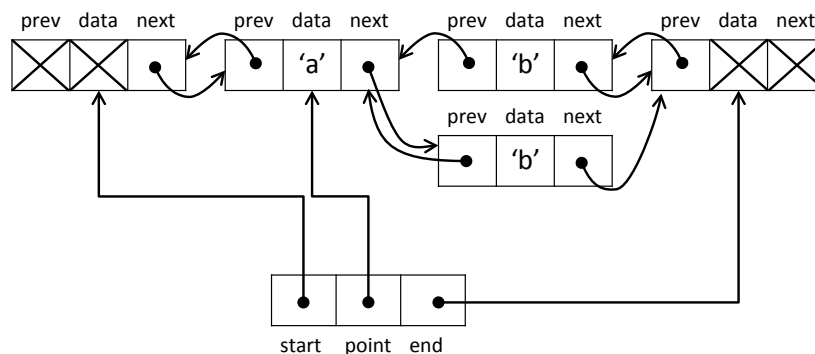 prev data next prev data next prev data next prev data next
‘a’ ‘b’
prev data next
‘b’
start point end